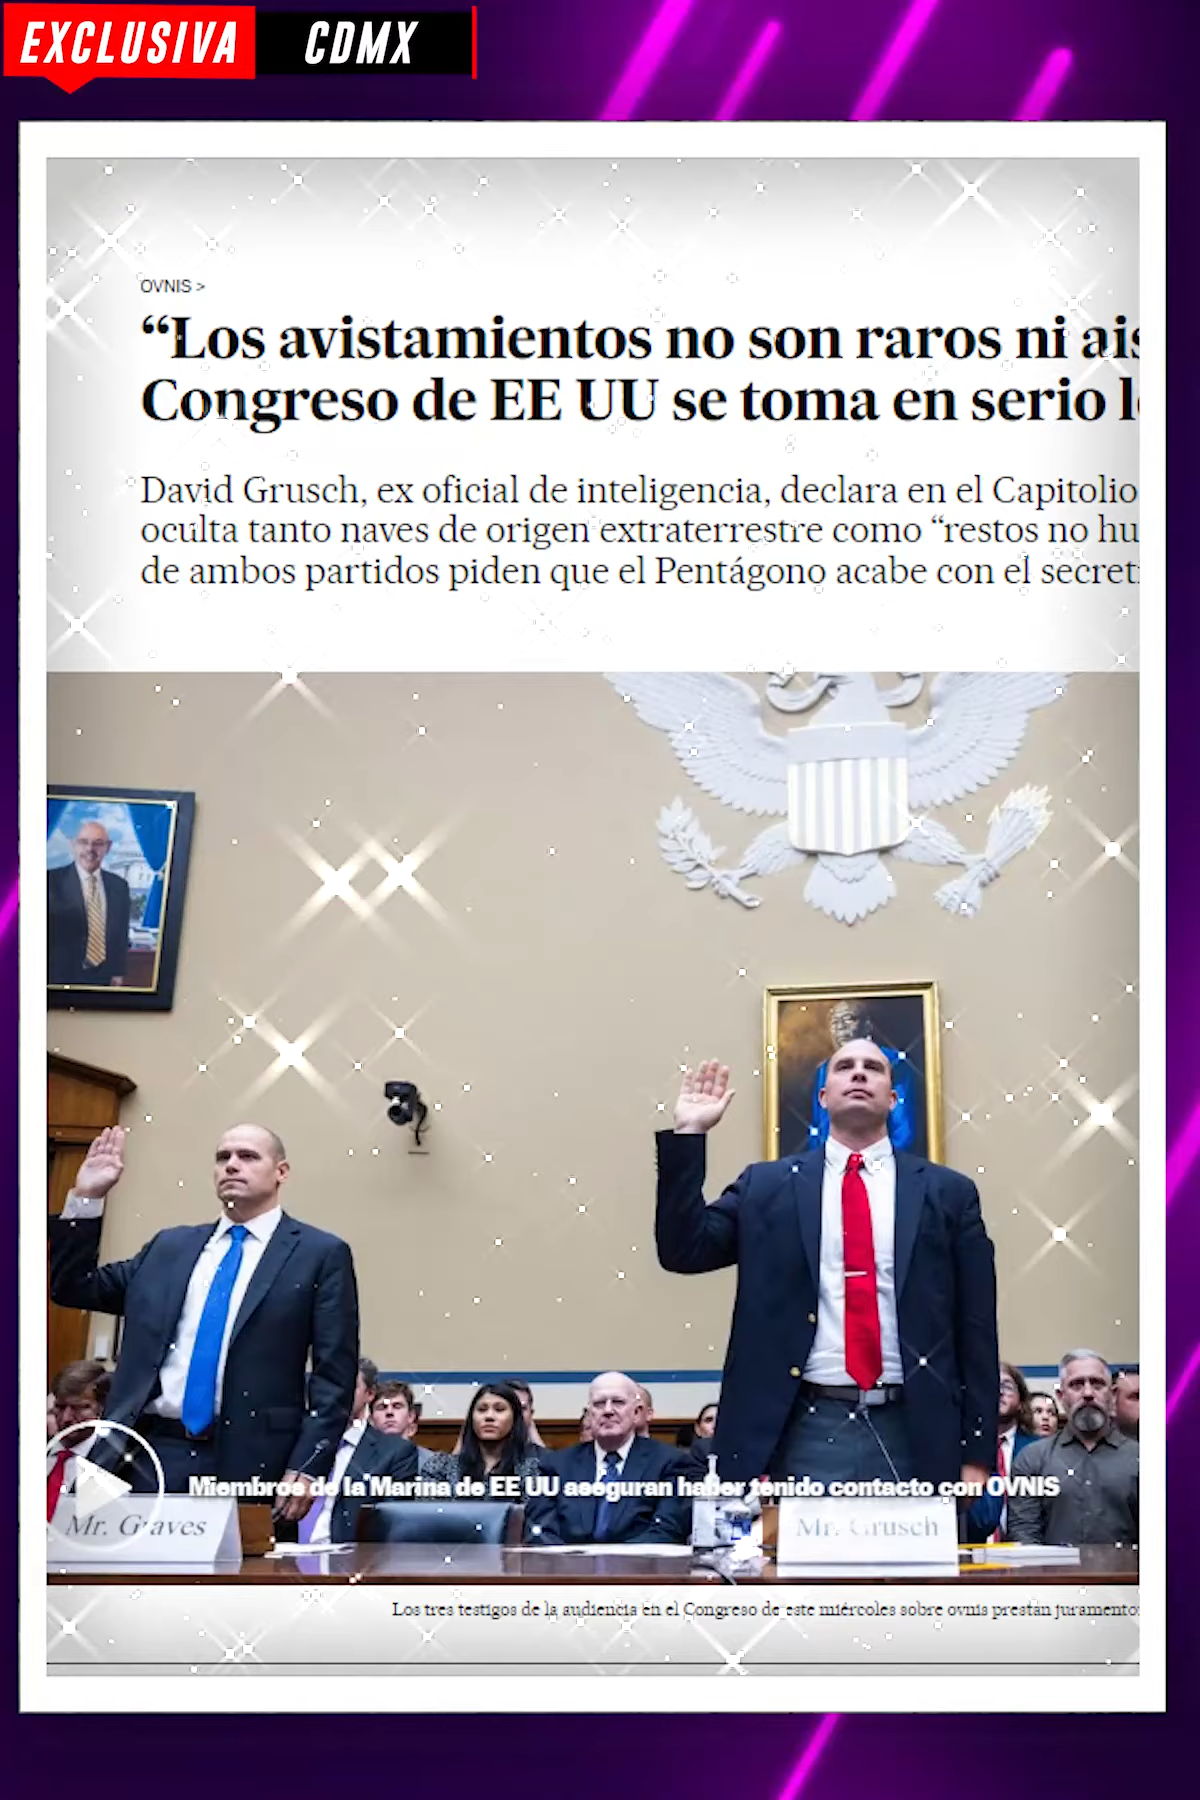 EXCLUSIVA CDMX
OVNIS >
“Los avistamientos no son raros ni ais
Congreso de EE UU se toma en serio l
David Grusch, ex oficial de inteligencia, declara en el Capitolio
oculta tanto naves de origen extraterrestre como “restos no hu
de ambos partidos piden que el Pentágono acabe con el secret
Miembros de la Marina de EE UU aseguran haber tenido contacto con OVNIS
Mr. Graves
Mr. Grusch
Los tres testigos de la audiencia en el Congreso de este miércoles sobre ovnis prestan juramento